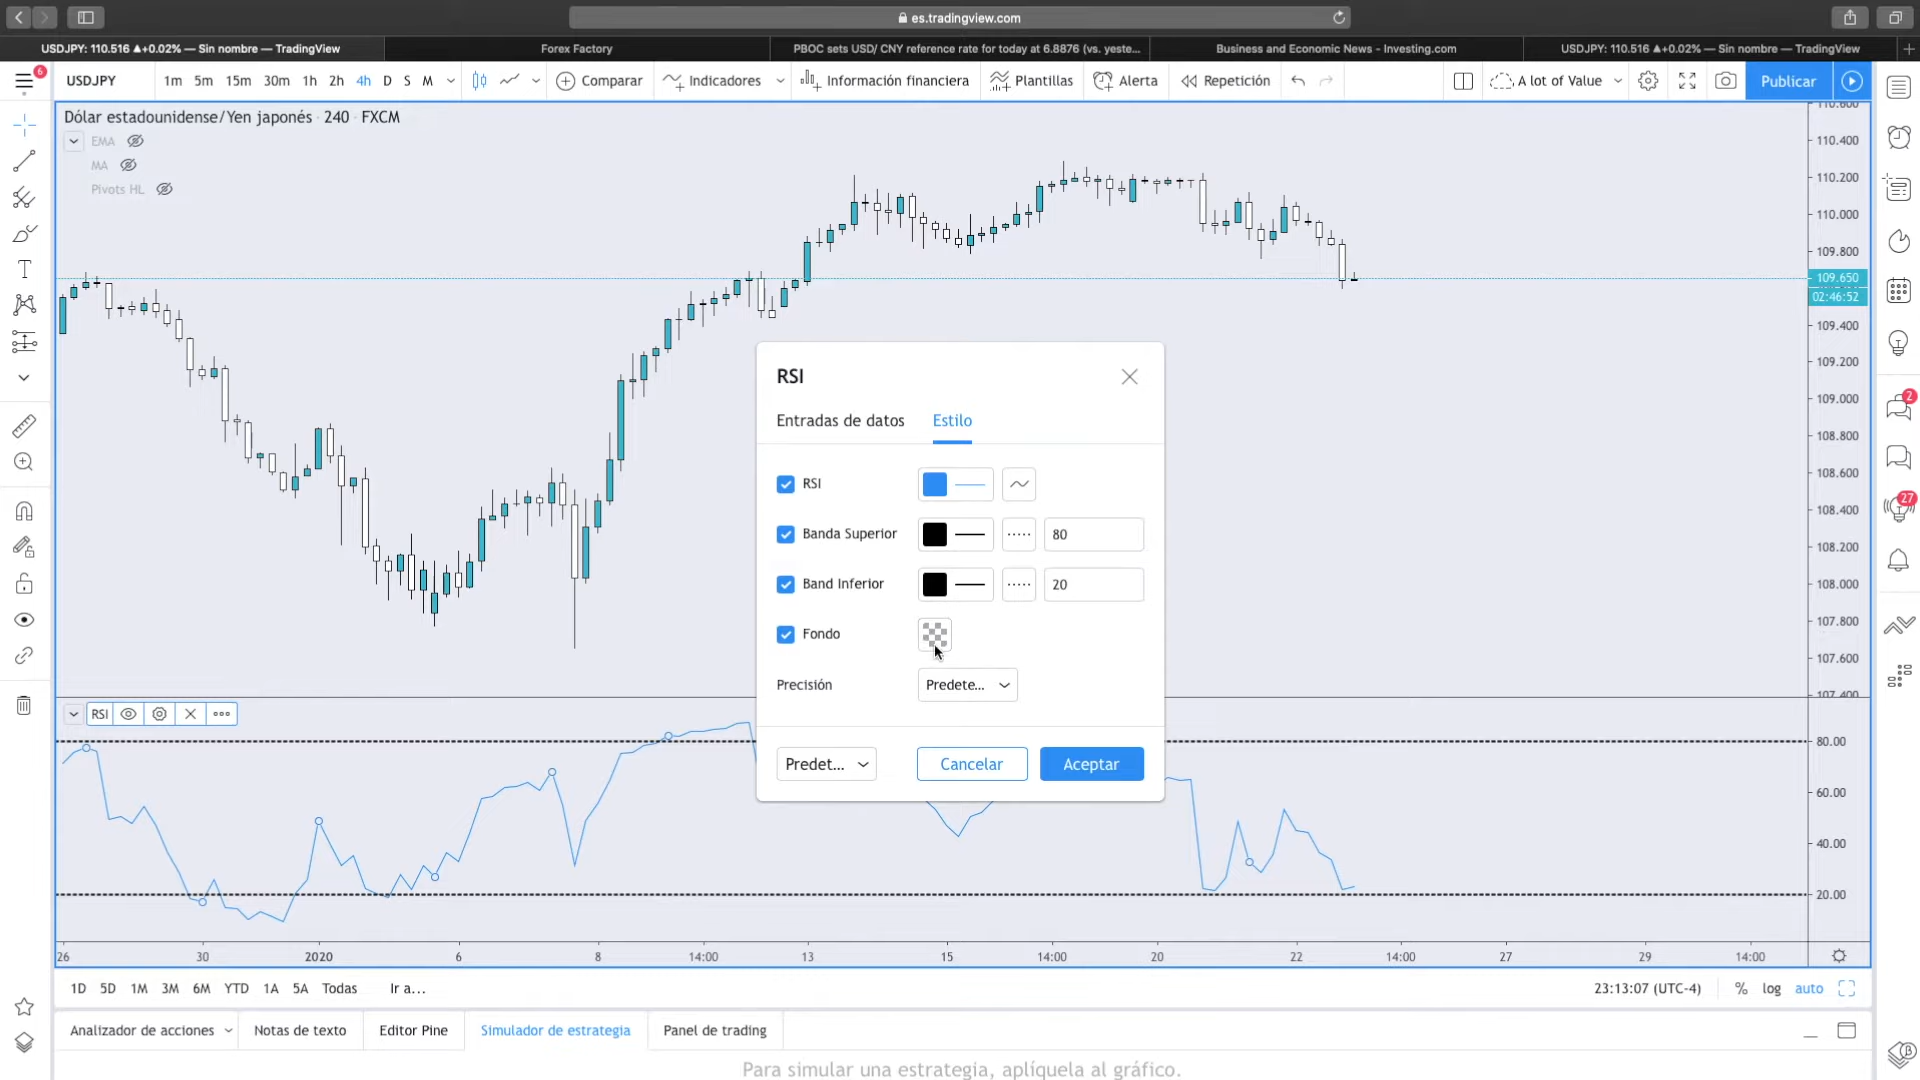 es.tradingview.com
USDJPY: 110.516 ▲+0.02% — Sin nombre — TradingView
Forex Factory
PBOC sets USD/ CNY reference rate for today at 6.8876 (vs. yeste...
Business and Economic News - Investing.com
USDJPY: 110.516 ▲+0.02% — Sin nombre — TradingView
6
USDJPY
1m 5m 15m 30m 1h 2h 4h D S M
Comparar
Indicadores
Información financiera
Plantillas
Alerta
Repetición
A lot of Value
Publicar
Dólar estadounidense/Yen japonés · 240 · FXCM
EMA
MA
Pivots HL
110.600
110.400
110.200
110.000
109.800
109.650
02:46:52
109.400
109.200
109.000
108.800
108.600
108.400
108.200
108.000
107.800
107.600
107.400
2
27
RSI
Entradas de datos
Estilo
RSI
Banda Superior
80
Band Inferior
20
Fondo
Precisión
Predete...
Predet...
Cancelar
Aceptar
RSI
80.00
60.00
40.00
20.00
26 30 2020 6 8 14:00 13 15 14:00 20 22 14:00 27 29 14:00
1D 5D 1M 3M 6M YTD 1A 5A Todas Ir a...
23:13:07 (UTC-4) % log auto
Analizador de acciones
Notas de texto
Editor Pine
Simulador de estrategia
Panel de trading
Para simular una estrategia, aplíquela al gráfico.